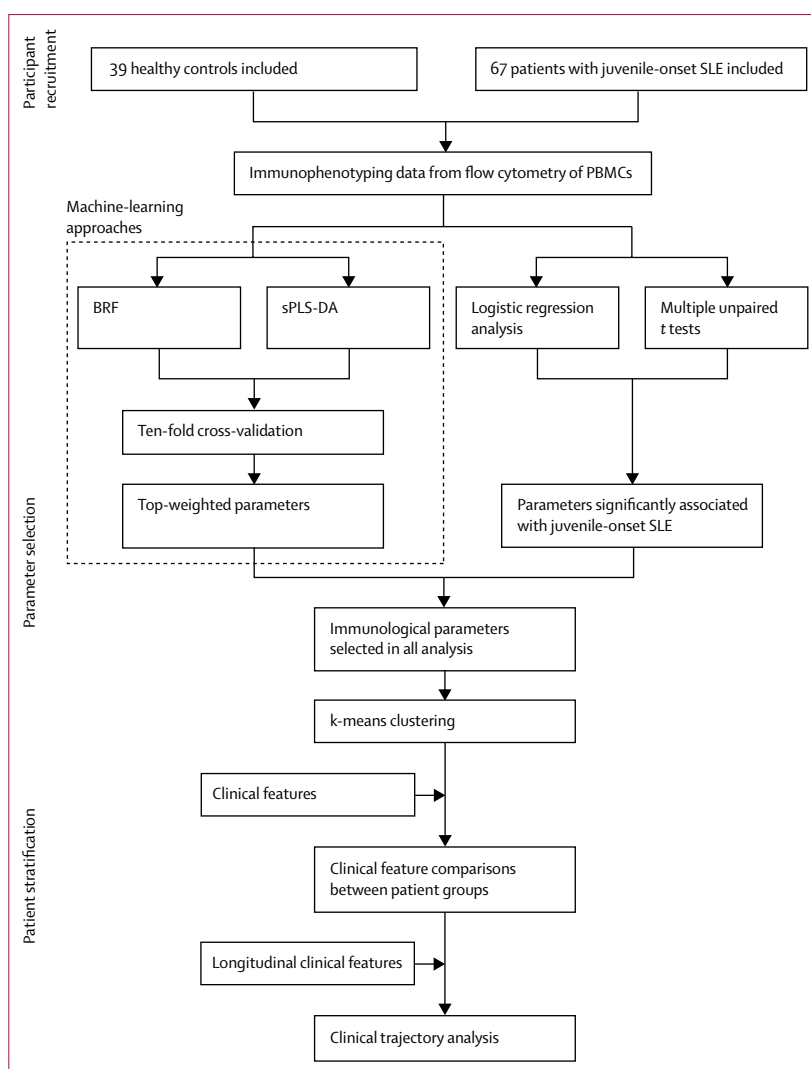 Participant
recruitment
39 healthy controls included
67 patients with juvenile-onset SLE included
Immunophenotyping data from flow cytometry of PBMCs
Machine-learning
approaches
BRF
sPLS-DA
Logistic regression
analysis
Multiple unpaired
t tests
Ten-fold cross-validation
Top-weighted parameters
Parameters significantly associated
with juvenile-onset SLE
Parameter selection
Immunological parameters
selected in all analysis
k-means clustering
Clinical features
Patient stratification
Clinical feature comparisons
between patient groups
Longitudinal clinical features
Clinical trajectory analysis